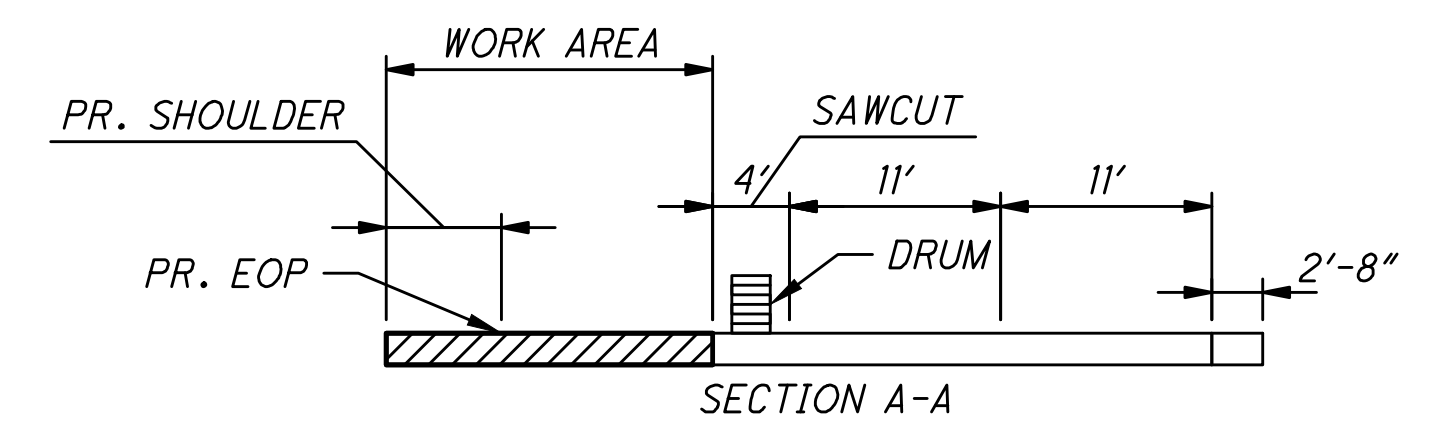 WORK AREA
PR. SHOULDER
SAWCUT
4' 11' 11'
DRUM
2'-8"
PR. EOP
SECTION A-A